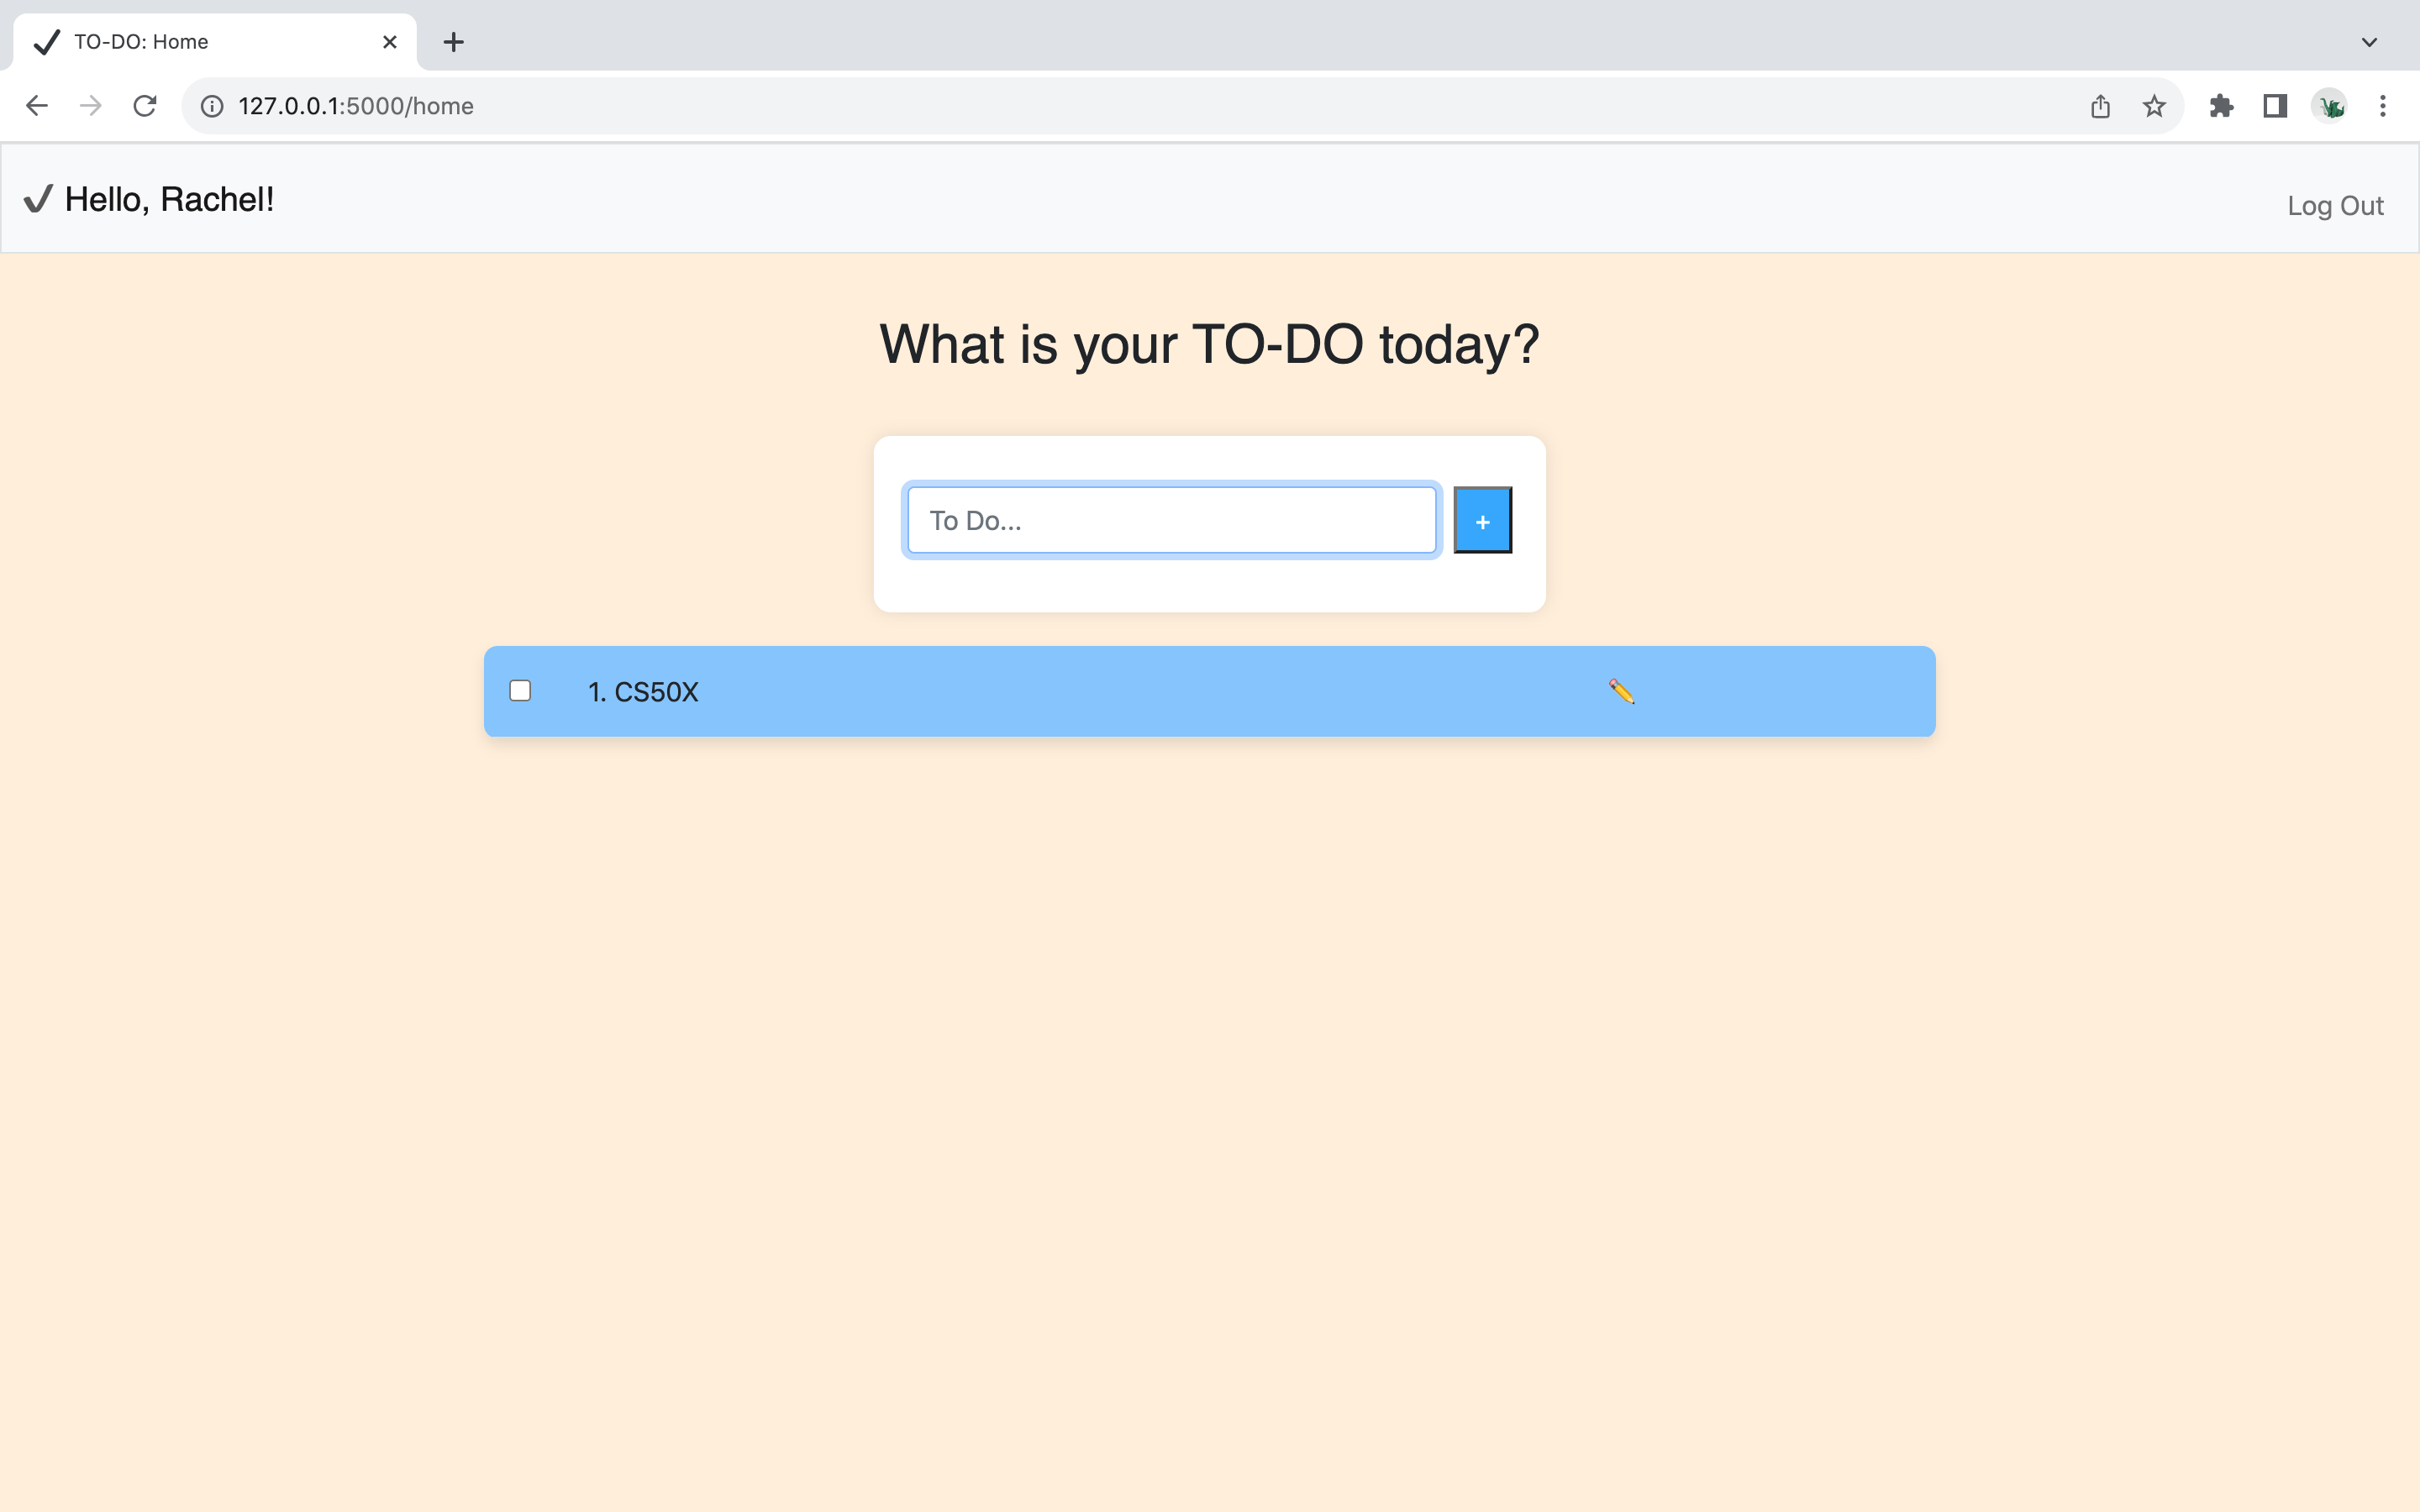 TO-DO: Home
127.0.0.1:5000/home
Hello, Rachel!
Log Out
What is your TO-DO today?
To Do...
+
1. CS50X